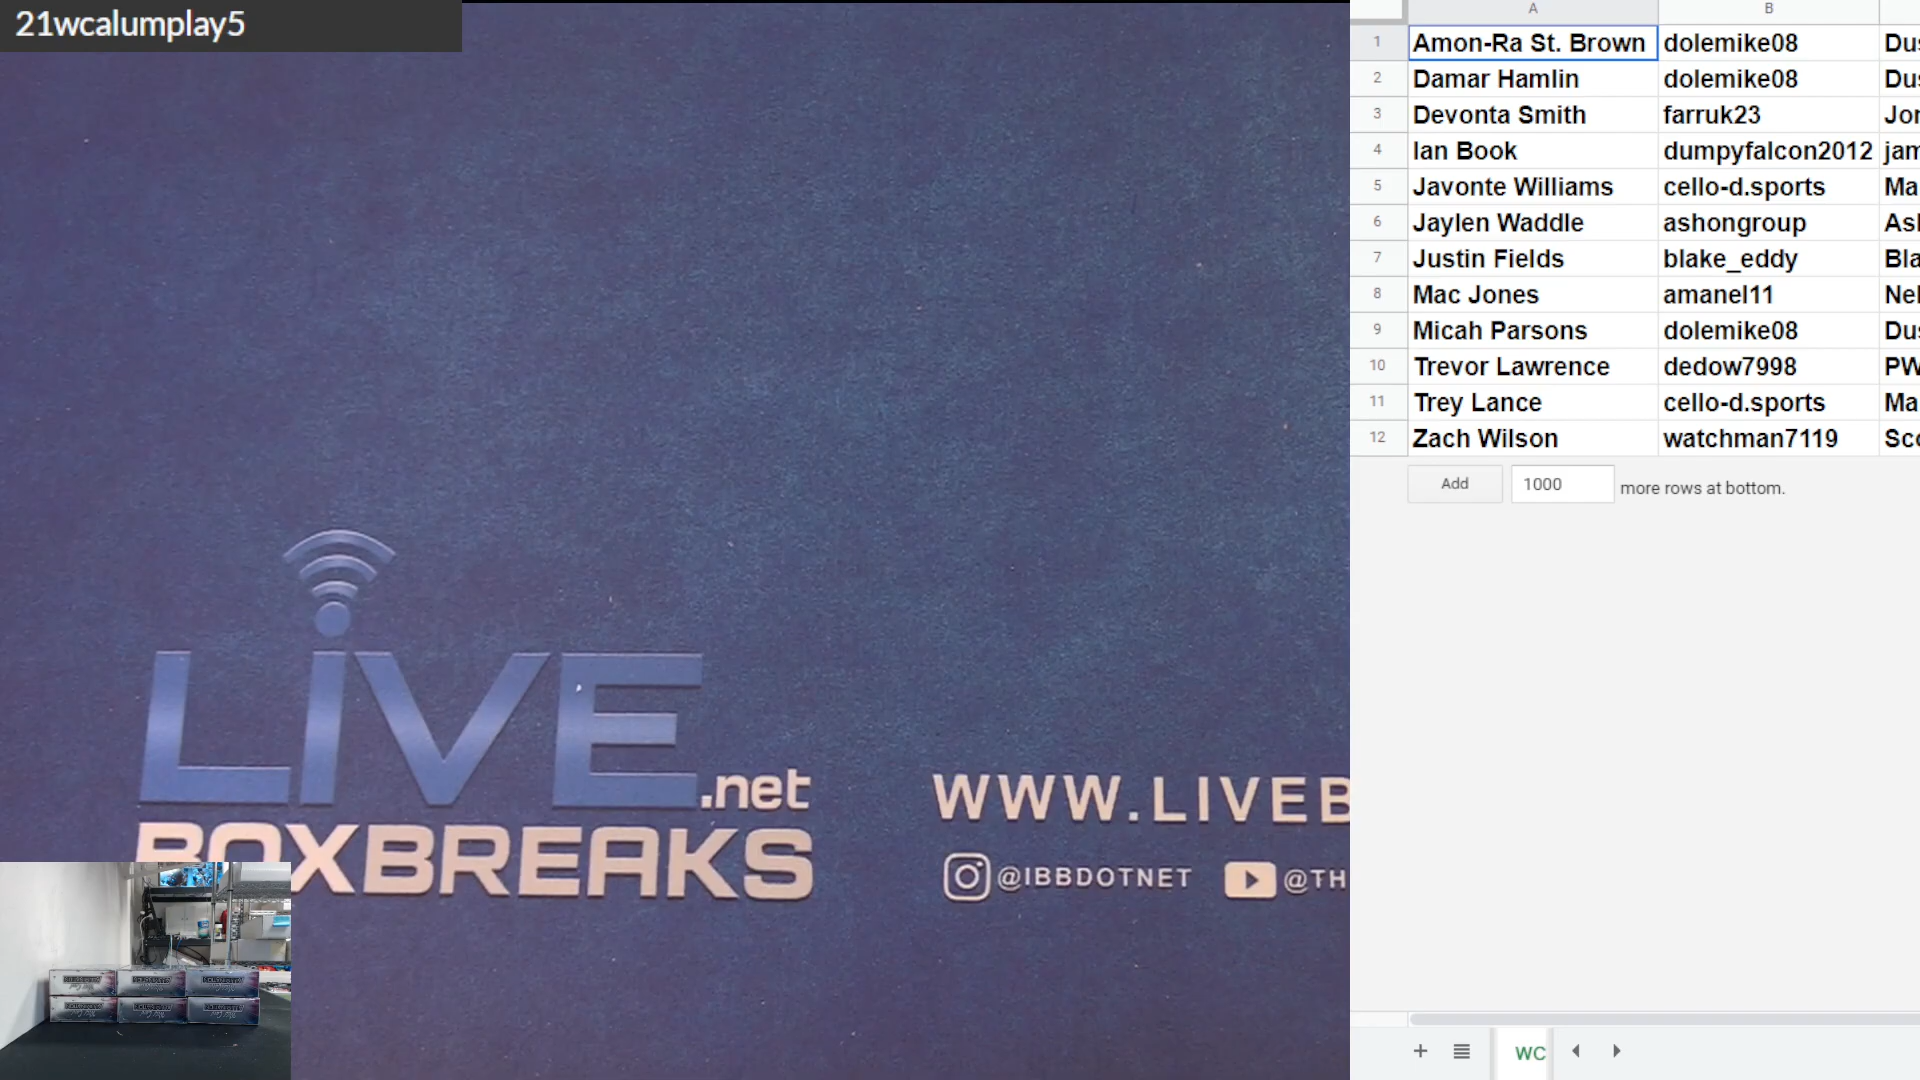 21wcalumplay5
A B
1 Amon-Ra St. Brown dolemike08
2 Damar Hamlin dolemike08
3 Devonta Smith farruk23
4 Ian Book dumpyfalcon2012
5 Javonte Williams cello-d.sports
6 Jaylen Waddle ashongroup
7 Justin Fields blake_eddy
8 Mac Jones amanel11
9 Micah Parsons dolemike08
10 Trevor Lawrence dedow7998
11 Trey Lance cello-d.sports
12 Zach Wilson watchman7119
Add 1000 more rows at bottom.
LiVE.net
BOXBREAKS
WWW.LIVEB
@IBBDOTNET @TH
WC